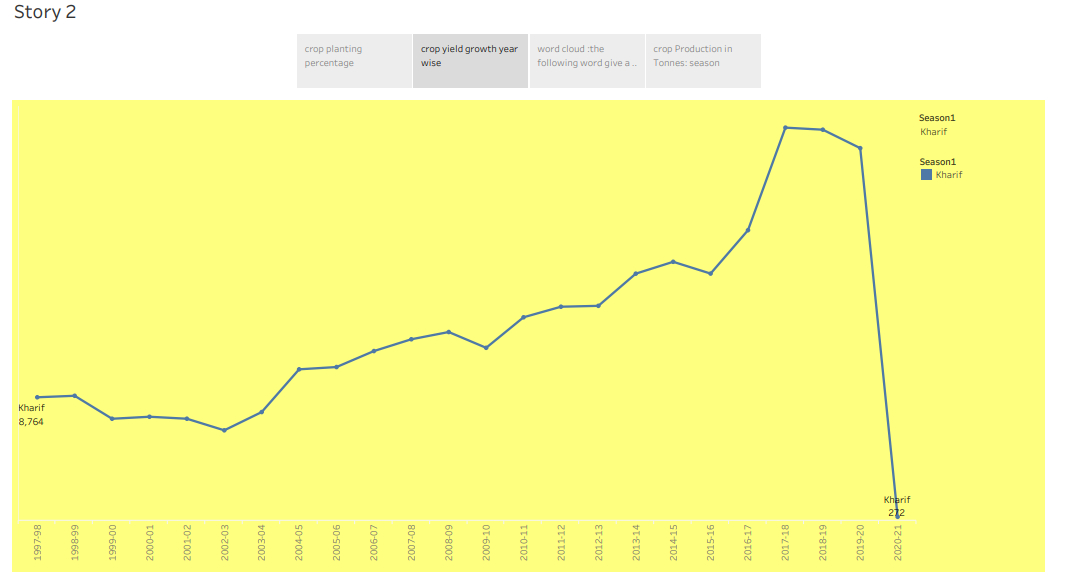 Story 2
crop planting
percentage
crop yield growth year
wise
word cloud :the
following word give a ..
crop Production in
Tonnes: season
Season1
Kharif
Season1
Kharif
Kharif
8,764
Kharif
272
1997-98
1998-99
1999-00
2000-01
2001-02
2002-03
2003-04
2004-05
2005-06
2006-07
2007-08
2008-09
2009-10
2010-11
2011-12
2012-13
2013-14
2014-15
2015-16
2016-17
2017-18
2018-19
2019-20
2020-21